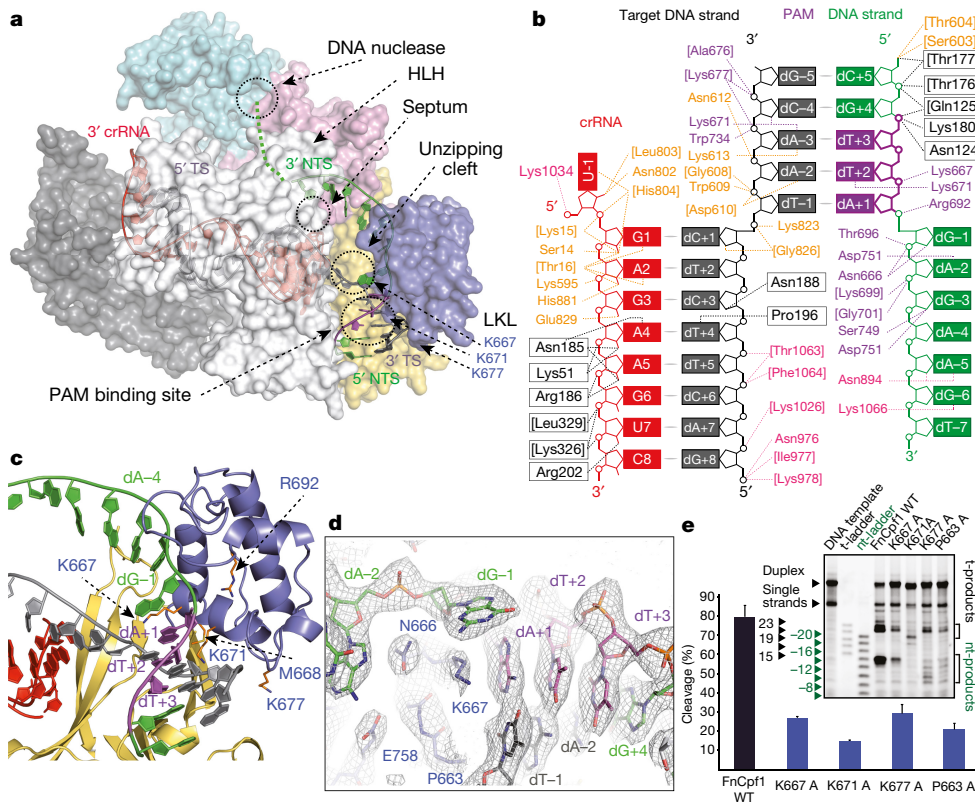 a
DNA nuclease
HLH
Septum
Unzipping
cleft
3′ crRNA
5′ TS
3′ NTS
LKL
K667
K671
K677
3′ TS
5′ NTS
PAM binding site
b
Target DNA strand
PAM
DNA strand
3′
5′
[Ala676]
[Lys677]
Asn612
Lys671
Trp734
Lys613
[Gly608]
Trp609
[Asp610]
dG−5
dC−4
dA−3
dA−2
dT−1
dC+5
dG+4
dT+3
dT+2
dA+1
[Thr604]
[Ser603]
[Thr177]
[Thr176]
[Gln125]
Lys180
Asn124
Lys667
Lys671
Arg692
crRNA
Lys1034
U-1
5′
[Leu803]
Asn802
[His804]
[Lys15]
Ser14
[Thr16]
Lys595
His881
Glu829
Asn185
Lys51
Arg186
[Leu329]
[Lys326]
Arg202
G1
A2
G3
A4
A5
G6
U7
C8
3′
dC+1
dT+2
dC+3
dT+4
dT+5
dC+6
dA+7
dG+8
5′
Lys823
[Gly826]
Asn188
Pro196
[Thr1063]
[Phe1064]
[Lys1026]
Asn976
[Ile977]
[Lys978]
Thr696
Asp751
Asn666
[Lys699]
[Gly701]
Ser749
Asp751
Asn894
Lys1066
dG−1
dA−2
dG−3
dA−4
dA−5
dG−6
dT−7
3′
c
dA−4
R692
K667
dG−1
dA+1
dT+2
K671
dT+3
M668
K677
d
dA−2
dG−1
dT+2
dT+3
N666
dA+1
K667
E758
P663
dT−1
dA−2
dG+4
e
DNA template
t-ladder
nt-ladder
FnCpf1 WT
K667 A
K671A
K677 A
P663 A
Duplex
Single
strands
23
19
15
−20
−16
−12
−8
t-products
nt-products
Cleavage (%)
90
80
70
60
50
40
30
20
10
FnCpf1
WT
K667 A
K671 A
K677 A
P663 A